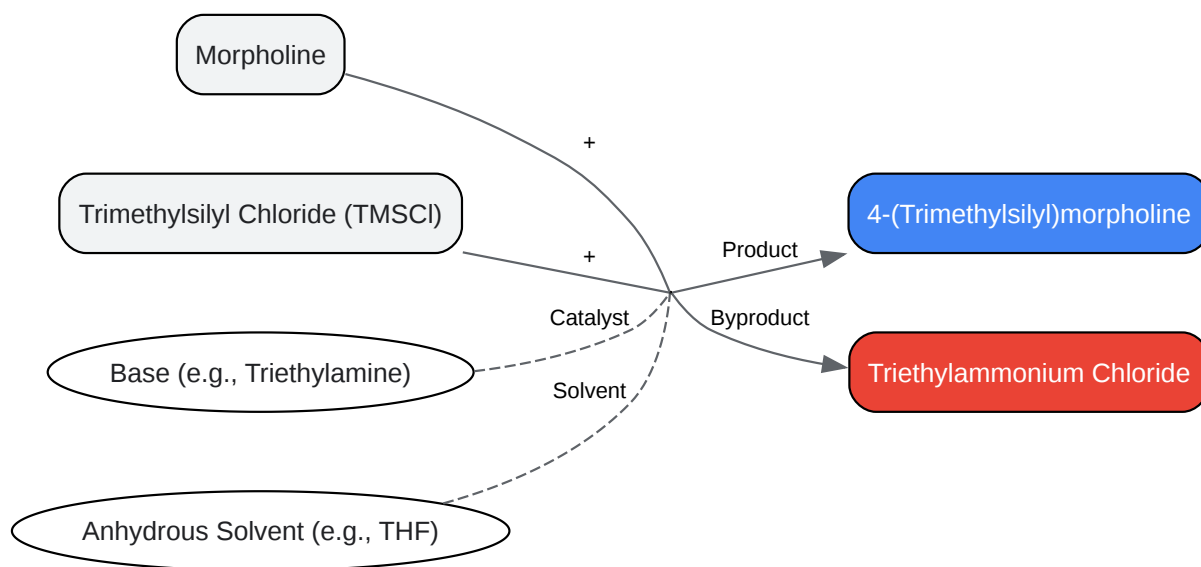 Morpholine
+
Trimethylsilyl Chloride (TMSCl)
4-(Trimethylsilyl)morpholine
+
Product
Catalyst
Byproduct
Base (e.g., Triethylamine)
Triethylammonium Chloride
Solvent
Anhydrous Solvent (e.g., THF)